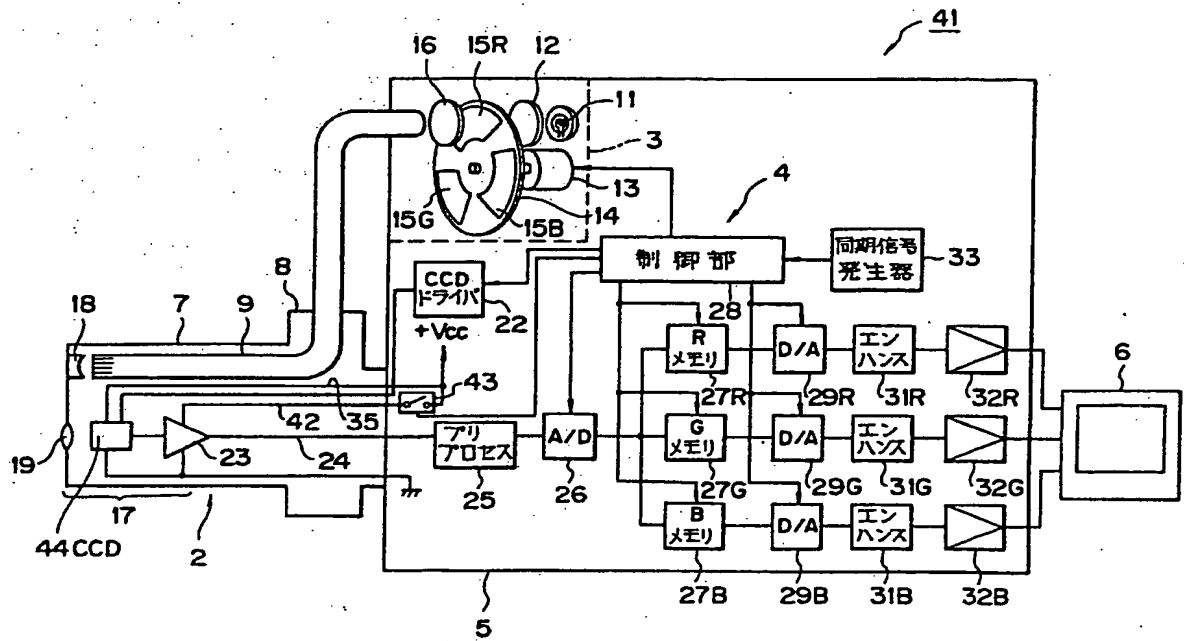 41
16
15R
12
11
3
13
14
15G
15B
4
制御部
28
同期信号
発生器
33
CCD
ドライバ
22
+Vcc
8
7
9
18
43
42
35
23
24
19
17
44CCD
2
プリ
プロセス
25
A/D
26
R
メモリ
27R
D/A
29R
エン
ハンス
31R
32R
G
メモリ
27G
D/A
29G
エン
ハンス
31G
32G
B
メモリ
27B
D/A
29B
エン
ハンス
31B
32B
6
5